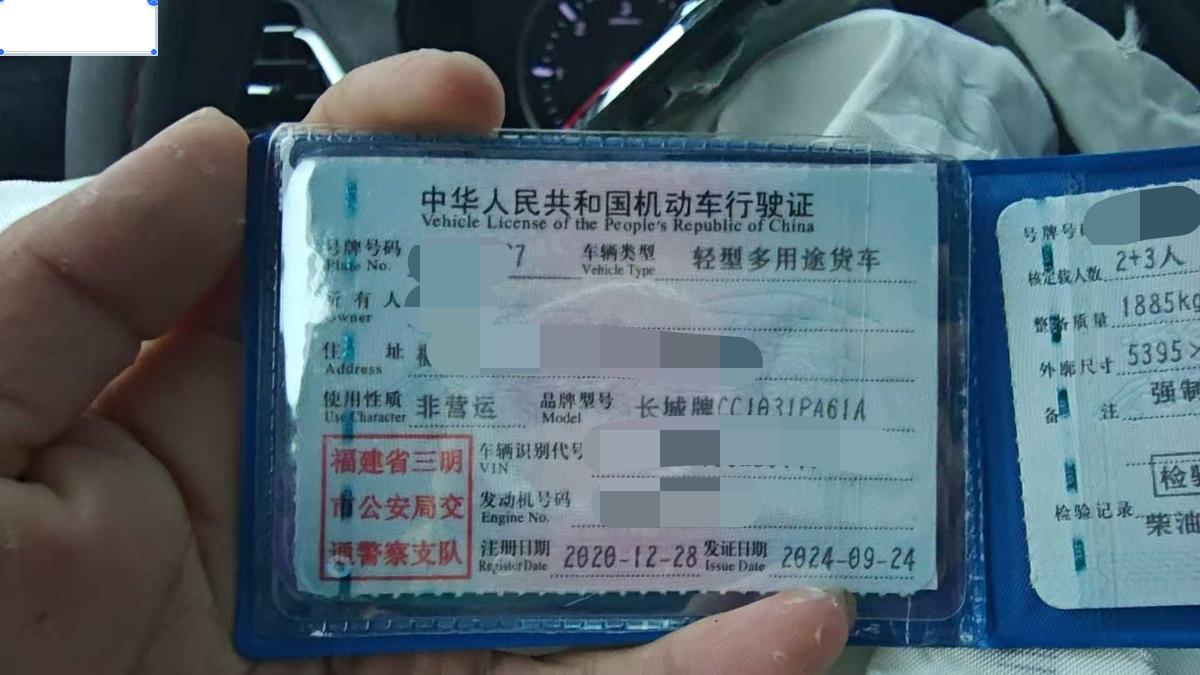 中华人民共和国机动车行驶证
Vehicle License of the People's Republic of China
号牌号码 7 车辆类型 轻型多用途货车
Plate No. Vehicle Type
所有人
Owner
住址
Address
使用性质 非营运 品牌型号 长城牌CC1031PA61A
Use Character Model
福建省三明
市公安局交
通警察支队
车辆识别代号
VIN
发动机号码
Engine No.
注册日期 2020-12-28 发证日期 2024-09-24
Register Date Issue Date
号牌号
核定载人数 2+3人
整备质量 1885kg
外廓尺寸 5395×
备注 强制
检验
检验记录 柴油